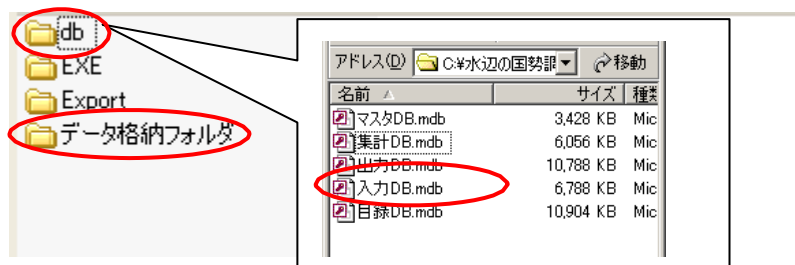 db
EXE
Export
データ格納フォルダ
アドレス(D) C:¥水辺の国勢調 移動
名前 サイズ 種類
マスタDB.mdb 3,428 KB Mic
集計DB.mdb 6,056 KB Mic
出力DB.mdb 10,788 KB Mic
入力DB.mdb 6,788 KB Mic
目録DB.mdb 10,904 KB Mic